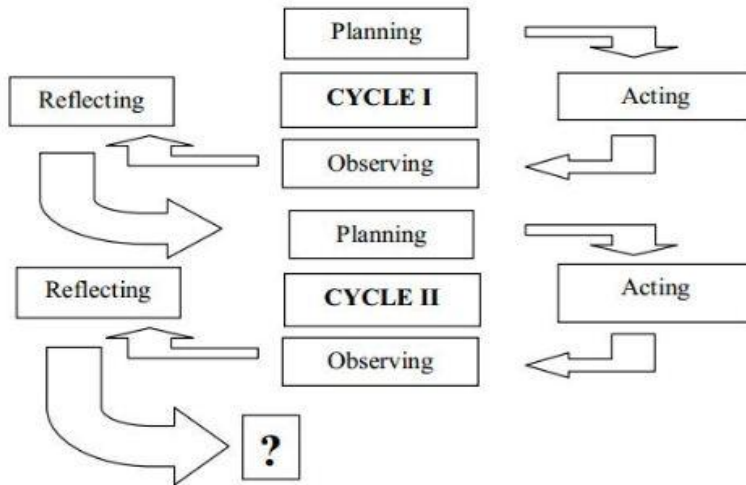 Planning
Reflecting
CYCLE I
Acting
Observing
Planning
Reflecting
CYCLE II
Acting
Observing
?